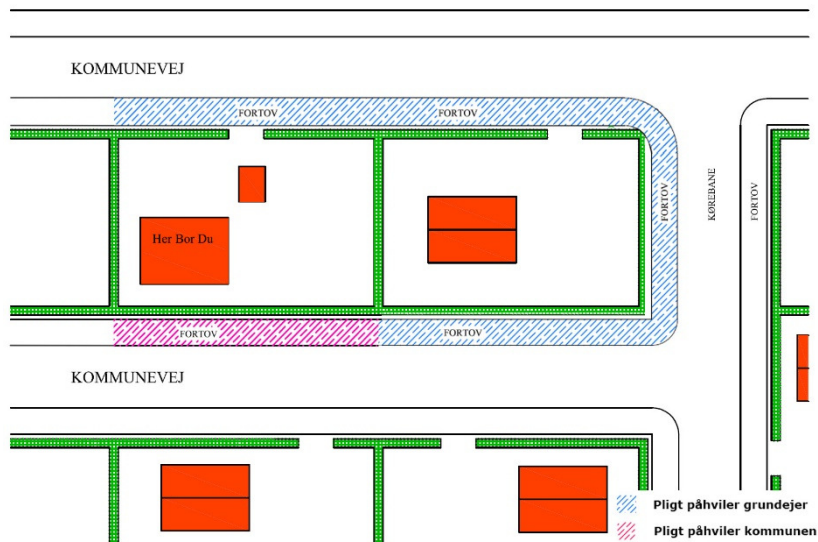 KOMMUNEVEJ
FORTOV
FORTOV
FORTOV
KØREBANE
FORTOV
Her Bor Du
FORTOV
FORTOV
KOMMUNEVEJ
Pligt påhviler grundejer
Pligt påhviler kommunen